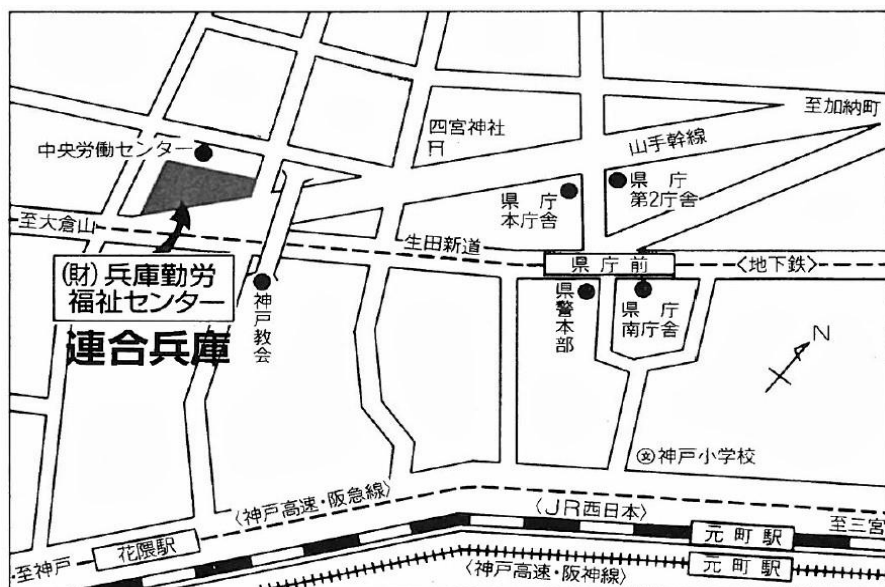 至加納町
四宮神社
山手幹線
中央労働センター
県庁
第2庁舎
県庁
本庁舎
至大倉山
生田新道
県庁前
〈地下鉄〉
(財)兵庫勤労
福祉センター
連合兵庫
神戸教会
県警本部
県庁
南庁舎
N
文
神戸小学校
〈神戸高速・阪急線〉
〈JR西日本〉
元町駅
至三宮
花隈駅
・至神戸
〈神戸高速・阪神線〉
元町駅